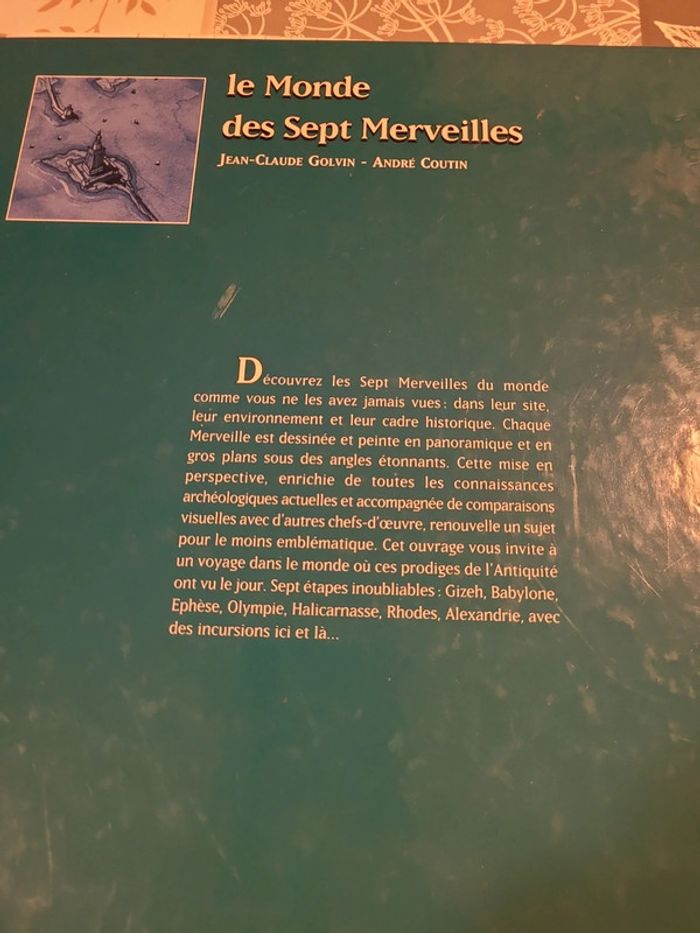 le Monde
des Sept Merveilles
JEAN-CLAUDE GOLVIN - ANDRÉ COUTIN
Découvrez les Sept Merveilles du monde
comme vous ne les avez jamais vues : dans leur site,
leur environnement et leur cadre historique. Chaque
Merveille est dessinée et peinte en panoramique et en
gros plans sous des angles étonnants. Cette mise en
perspective, enrichie de toutes les connaissances
archéologiques actuelles et accompagnée de comparaisons
visuelles avec d'autres chefs-d'œuvre, renouvelle un sujet
pour le moins emblématique. Cet ouvrage vous invite à
un voyage dans le monde où ces prodiges de l'Antiquité
ont vu le jour. Sept étapes inoubliables : Gizeh, Babylone,
Ephèse, Olympie, Halicarnasse, Rhodes, Alexandrie, avec
des incursions ici et là...